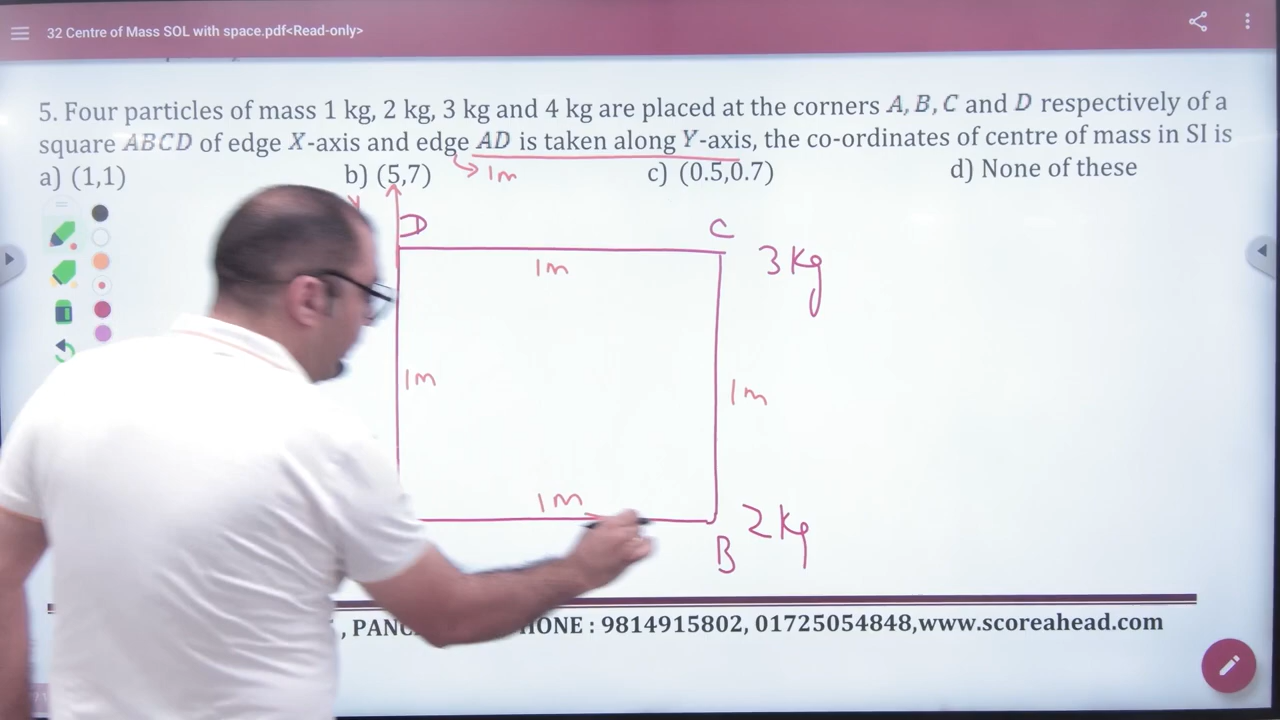 32 Centre of Mass SOL with space.pdf<Read-only>
5. Four particles of mass 1 kg, 2 kg, 3 kg and 4 kg are placed at the corners A, B, C and D respectively of a
square ABCD of edge X-axis and edge AD is taken along Y-axis, the co-ordinates of centre of mass in SI is
a) (1,1) b) (5,7) c) (0.5,0.7) d) None of these
1m
D C 3 Kg
1m
1m 1m
1m
B 2 Kg
, PANC HONE : 9814915802, 01725054848,www.scoreahead.com